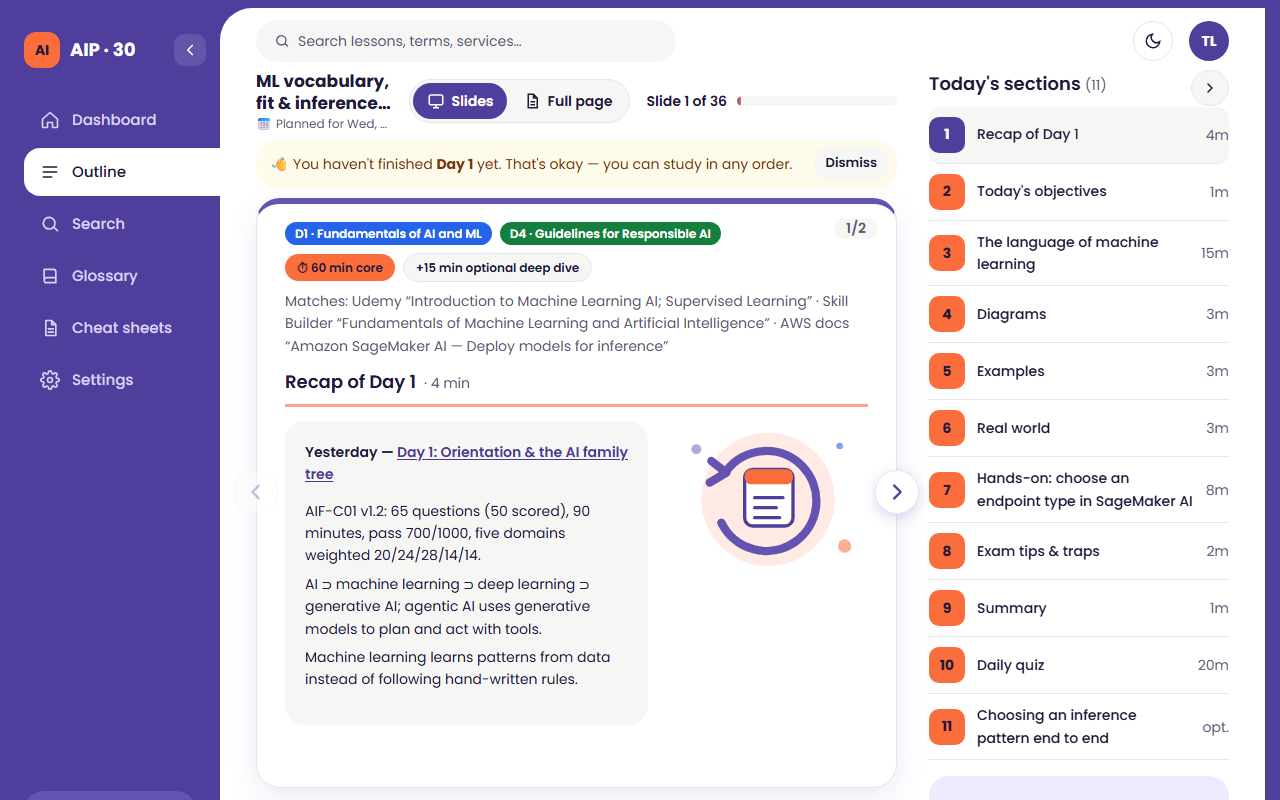 AI AIP · 30
Dashboard
Outline
Search
Glossary
Cheat sheets
Settings
Search lessons, terms, services...
TL
ML vocabulary,
fit & inference...
Planned for Wed, ...
Slides
Full page
Slide 1 of 36
You haven't finished Day 1 yet. That's okay — you can study in any order.
Dismiss
D1 · Fundamentals of AI and ML
D4 · Guidelines for Responsible AI
1/2
60 min core
+15 min optional deep dive
Matches: Udemy “Introduction to Machine Learning AI; Supervised Learning” · Skill
Builder “Fundamentals of Machine Learning and Artificial Intelligence” · AWS docs
“Amazon SageMaker AI — Deploy models for inference”
Recap of Day 1 · 4 min
Yesterday — Day 1: Orientation & the AI family
tree
AIF-C01 v1.2: 65 questions (50 scored), 90
minutes, pass 700/1000, five domains
weighted 20/24/28/14/14.
AI ⊃ machine learning ⊃ deep learning ⊃
generative AI; agentic AI uses generative
models to plan and act with tools.
Machine learning learns patterns from data
instead of following hand-written rules.
Today's sections (11)
1 Recap of Day 1 4m
2 Today's objectives 1m
3 The language of machine
learning 15m
4 Diagrams 3m
5 Examples 3m
6 Real world 3m
7 Hands-on: choose an
endpoint type in SageMaker AI 8m
8 Exam tips & traps 2m
9 Summary 1m
10 Daily quiz 20m
11 Choosing an inference
pattern end to end opt.